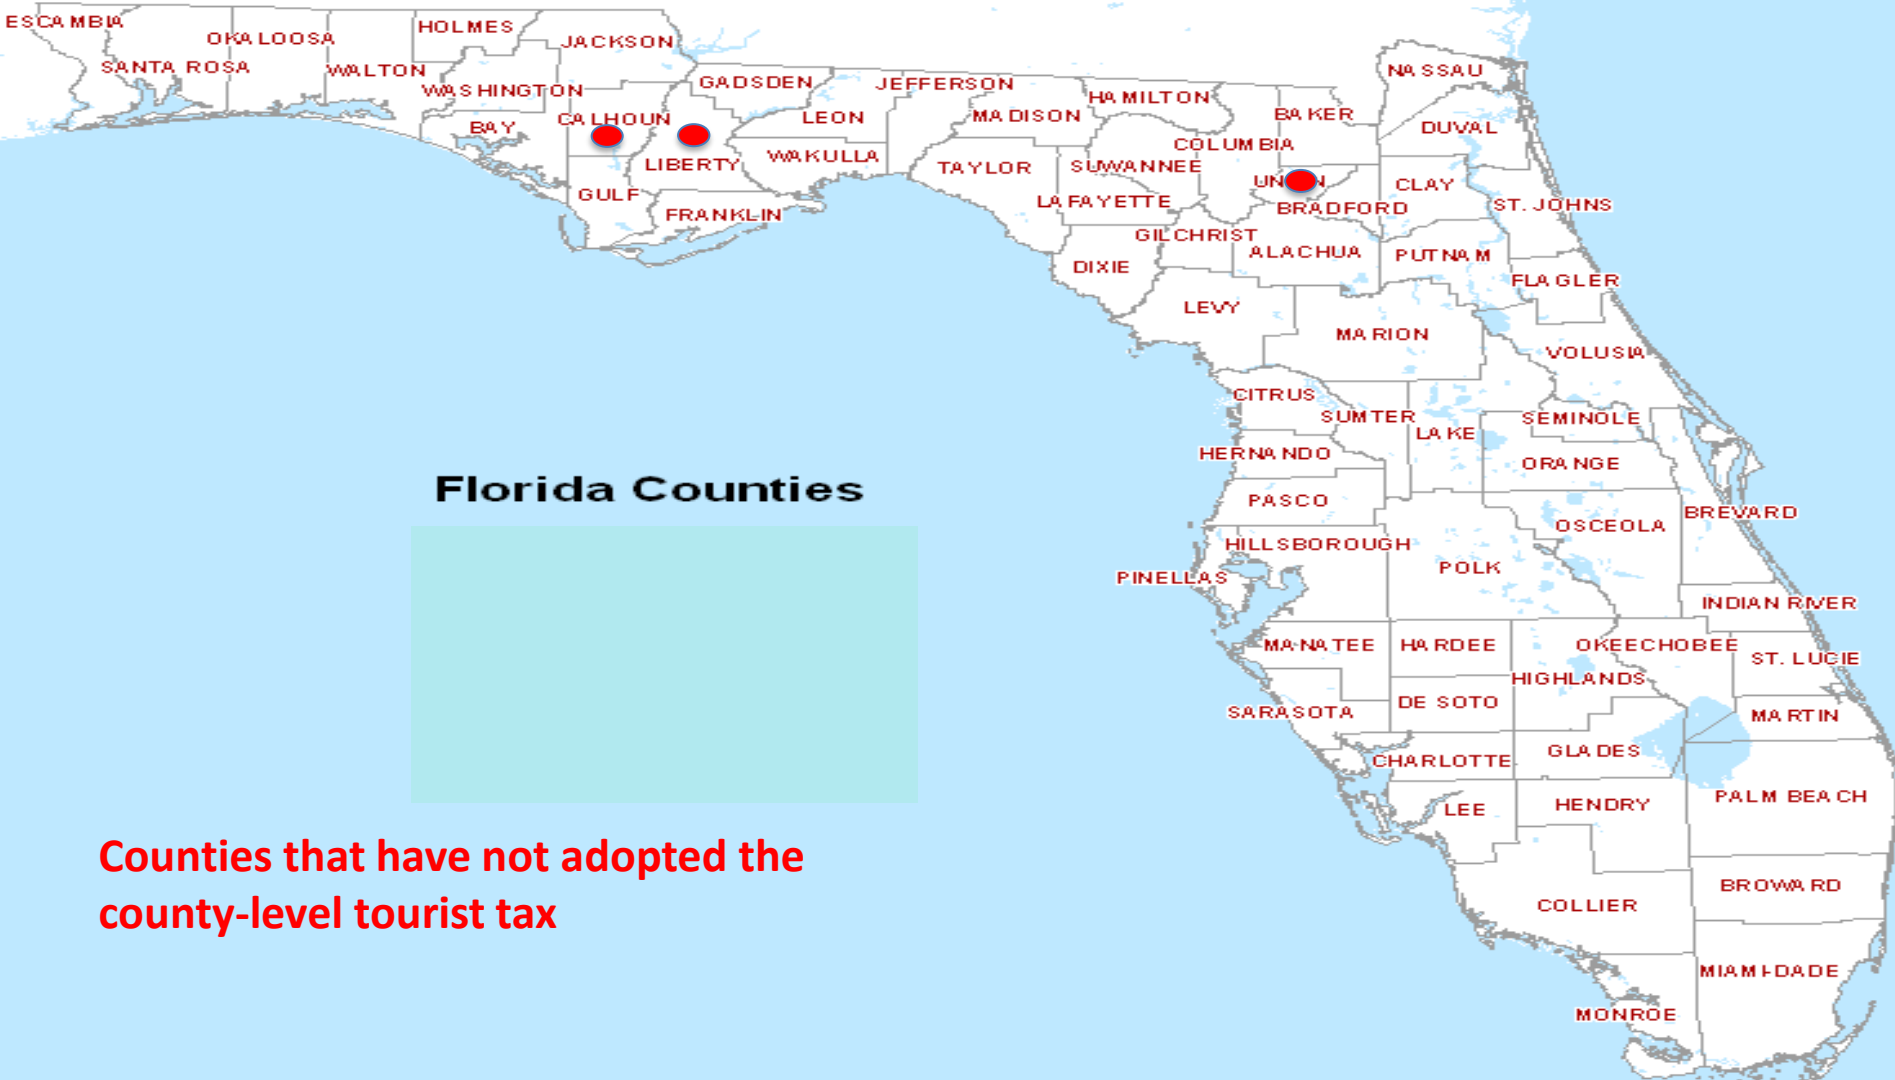 ESCAMBIA
OKALOOSA
HOLMES
JACKSON
SANTA ROSA
WALTON
WASHINGTON
GADSDEN
JEFFERSON
NASSAU
BAY
CALHOUN
LEON
MADISON
HAMILTON
BAKER
DUVAL
LIBERTY
WAKULLA
TAYLOR
SUWANNEE
COLUMBIA
GULF
FRANKLIN
LAFAYETTE
UN N
CLAY
BRADFORD
ST. JOHNS
DIXIE
GILCHRIST
ALACHUA
PUTNAM
FLAGLER
LEVY
MARION
VOLUSIA
CITRUS
SUMTER
LAKE
SEMINOLE
HERNANDO
ORANGE
Florida Counties
PASCO
OSCEOLA
BREVARD
HILLSBOROUGH
PINELLAS
POLK
INDIAN RIVER
MANATEE
HARDEE
OKEECHOBEE
ST. LUCIE
HIGHLANDS
SARASOTA
DE SOTO
MARTIN
CHARLOTTE
GLADES
LEE
HENDRY
PALM BEACH
Counties that have not adopted the
county-level tourist tax
COLLIER
BROWARD
MIAMI-DADE
MONROE